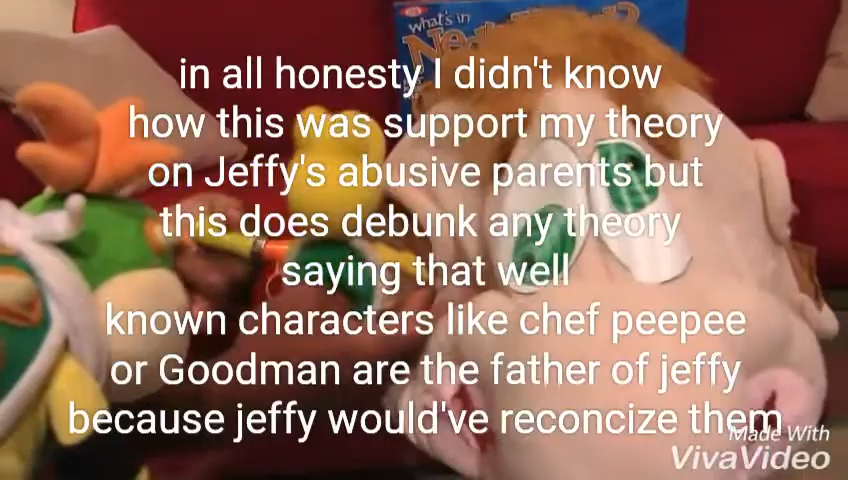 what's in
in all honesty I didn't know
how this was support my theory
on Jeffy's abusive parents but
this does debunk any theory
saying that well
known characters like chef peepee
or Goodman are the father of jeffy
because jeffy would've reconcize them
Made With
VivaVideo